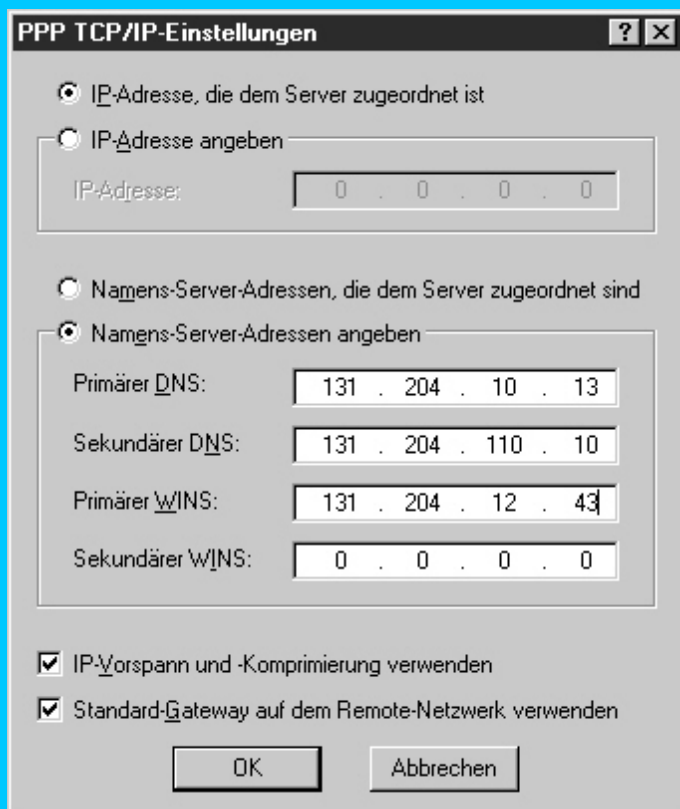 PPP TCP/IP-Einstellungen
IP-Adresse, die dem Server zugeordnet ist
IP-Adresse angeben
IP-Adresse: 0 . 0 . 0 . 0
Namens-Server-Adressen, die dem Server zugeordnet sind
Namens-Server-Adressen angeben
Primärer DNS: 131 . 204 . 10 . 13
Sekundärer DNS: 131 . 204 . 110 . 10
Primärer WINS: 131 . 204 . 12 . 43
Sekundärer WINS: 0 . 0 . 0 . 0
IP-Vorspann und -Komprimierung verwenden
Standard-Gateway auf dem Remote-Netzwerk verwenden
OK Abbrechen